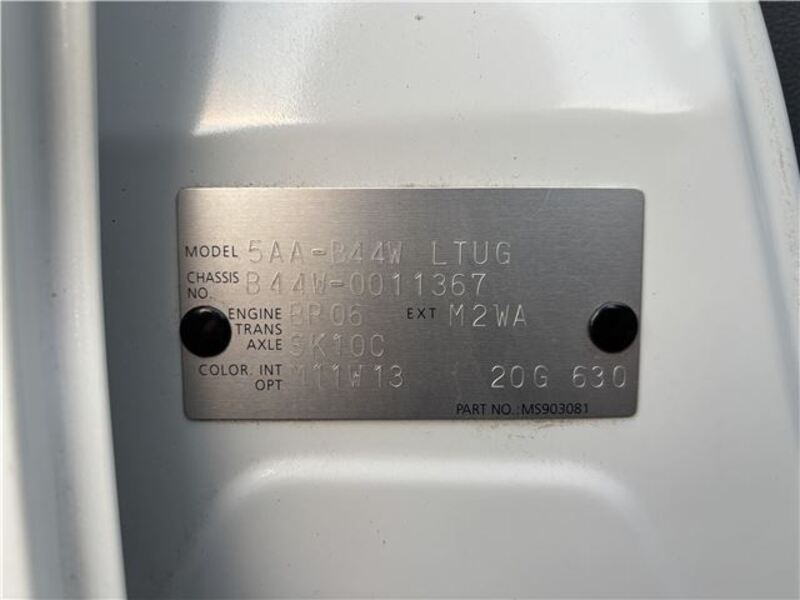 MODEL 5AA-B44W LTUG
CHASSIS NO. B44W-0011367
ENGINE BR06 EXT M2WA
TRANS AXLE SK10C
COLOR. INT OPT 111W13 20G 630
PART NO.:MS903081